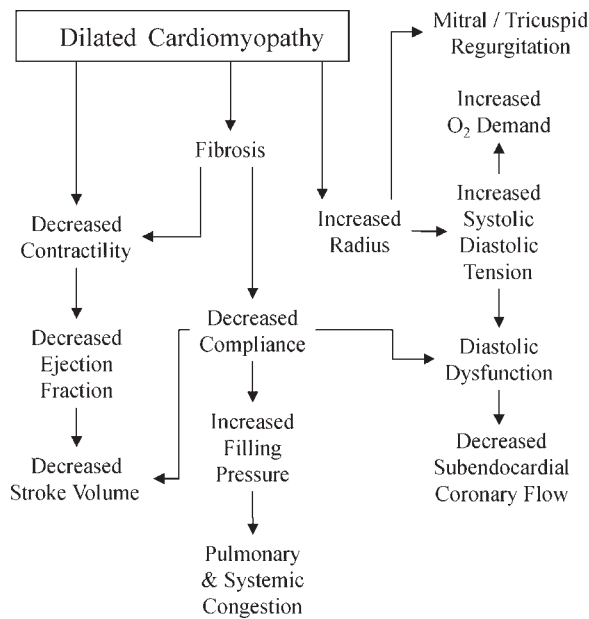 Dilated Cardiomyopathy
Mitral / Tricuspid
Regurgitation
Increased
O₂ Demand
Fibrosis
Decreased
Contractility
Increased
Radius
Increased
Systolic
Diastolic
Tension
Decreased
Ejection
Fraction
Decreased
Compliance
Diastolic
Dysfunction
Decreased
Stroke Volume
Increased
Filling
Pressure
Decreased
Subendocardial
Coronary Flow
Pulmonary
& Systemic
Congestion